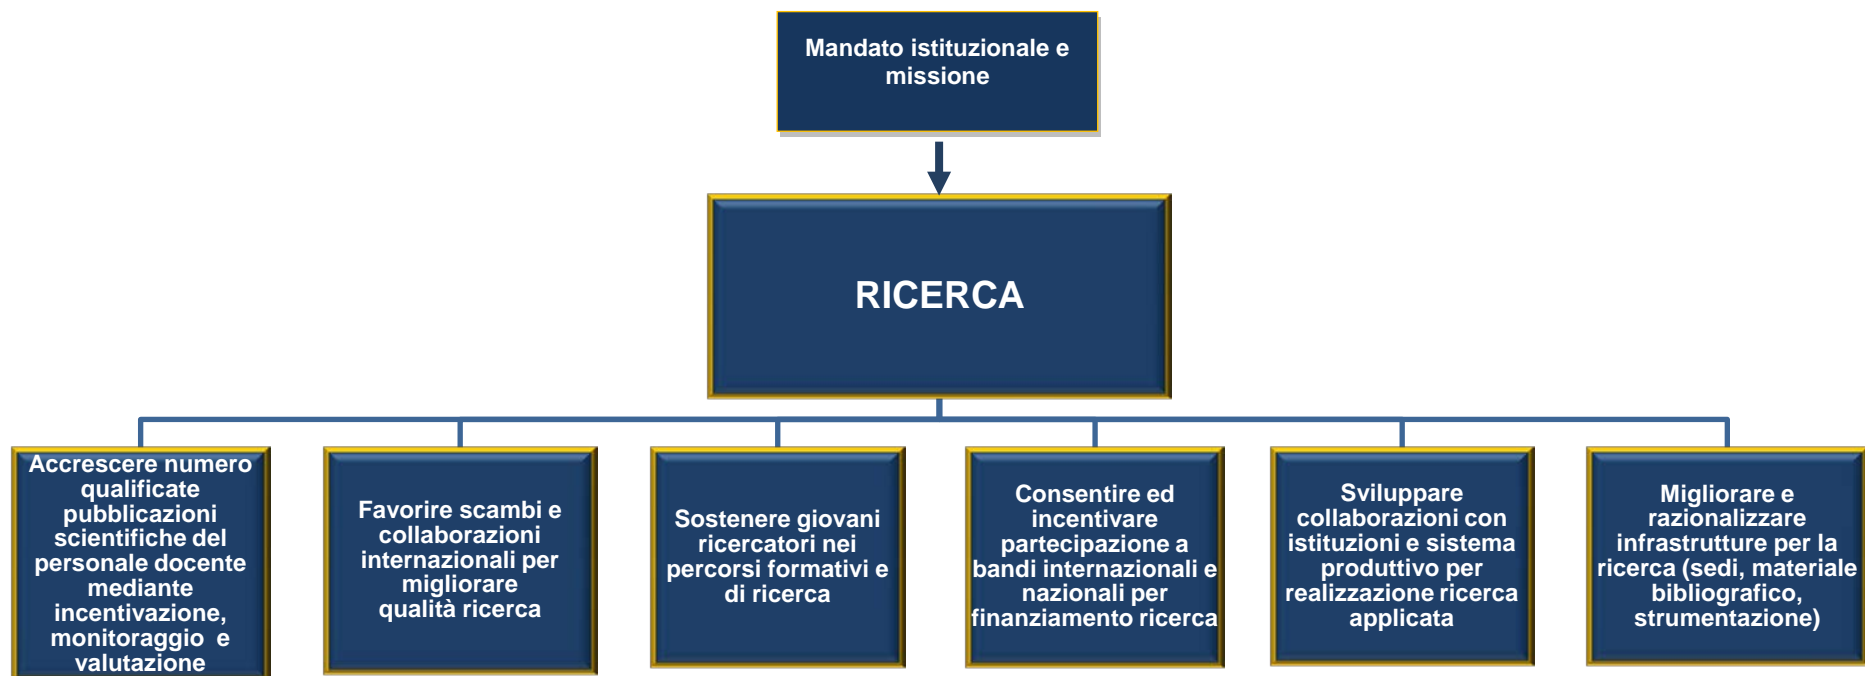 Mandato istituzionale e
missione
RICERCA
Accrescere numero
qualificate
pubblicazioni
scientifiche del
personale docente
mediante
incentivazione,
monitoraggio e
valutazione
Favorire scambi e
collaborazioni
internazionali per
migliorare
qualità ricerca
Sostenere giovani
ricercatori nei
percorsi formativi e
di ricerca
Consentire ed
incentivare
partecipazione a
bandi internazionali e
nazionali per
finanziamento ricerca
Sviluppare
collaborazioni con
istituzioni e sistema
produttivo per
realizzazione ricerca
applicata
Migliorare e
razionalizzare
infrastrutture per la
ricerca (sedi, materiale
bibliografico,
strumentazione)